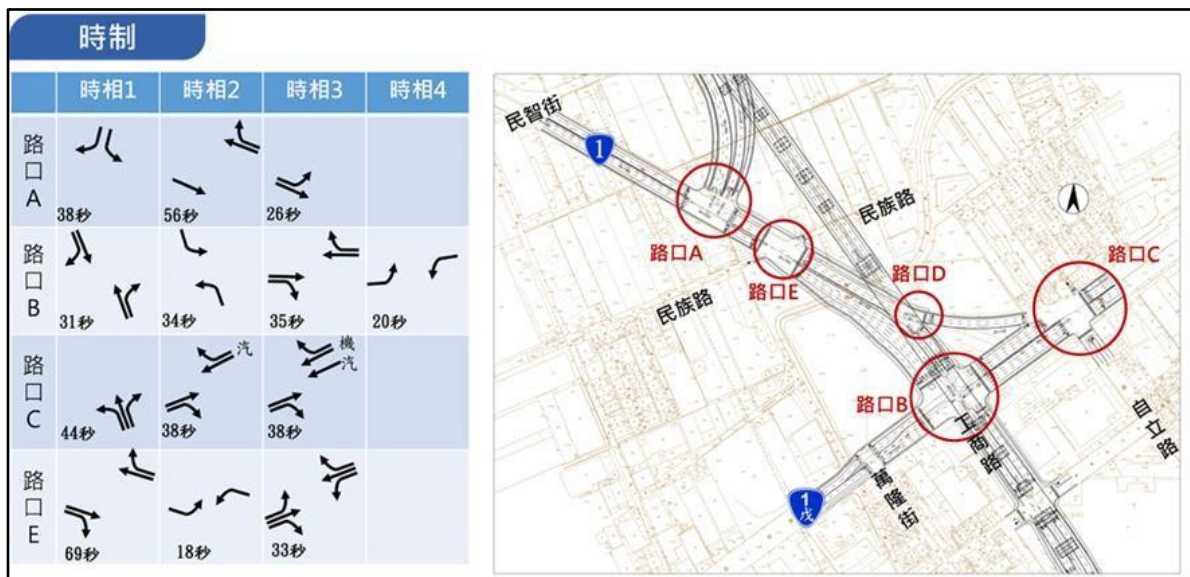 時制
時相1 時相2 時相3 時相4
路口A
38秒 56秒 26秒
路口B
31秒 34秒 35秒 20秒
路口C
汽 機
汽
44秒 38秒 38秒
路口E
69秒 18秒 33秒
民智街
1
民族路
路口A
路口E
民族路
路口D
路口C
路口B
工商路
自立路
萬隆街
1戊